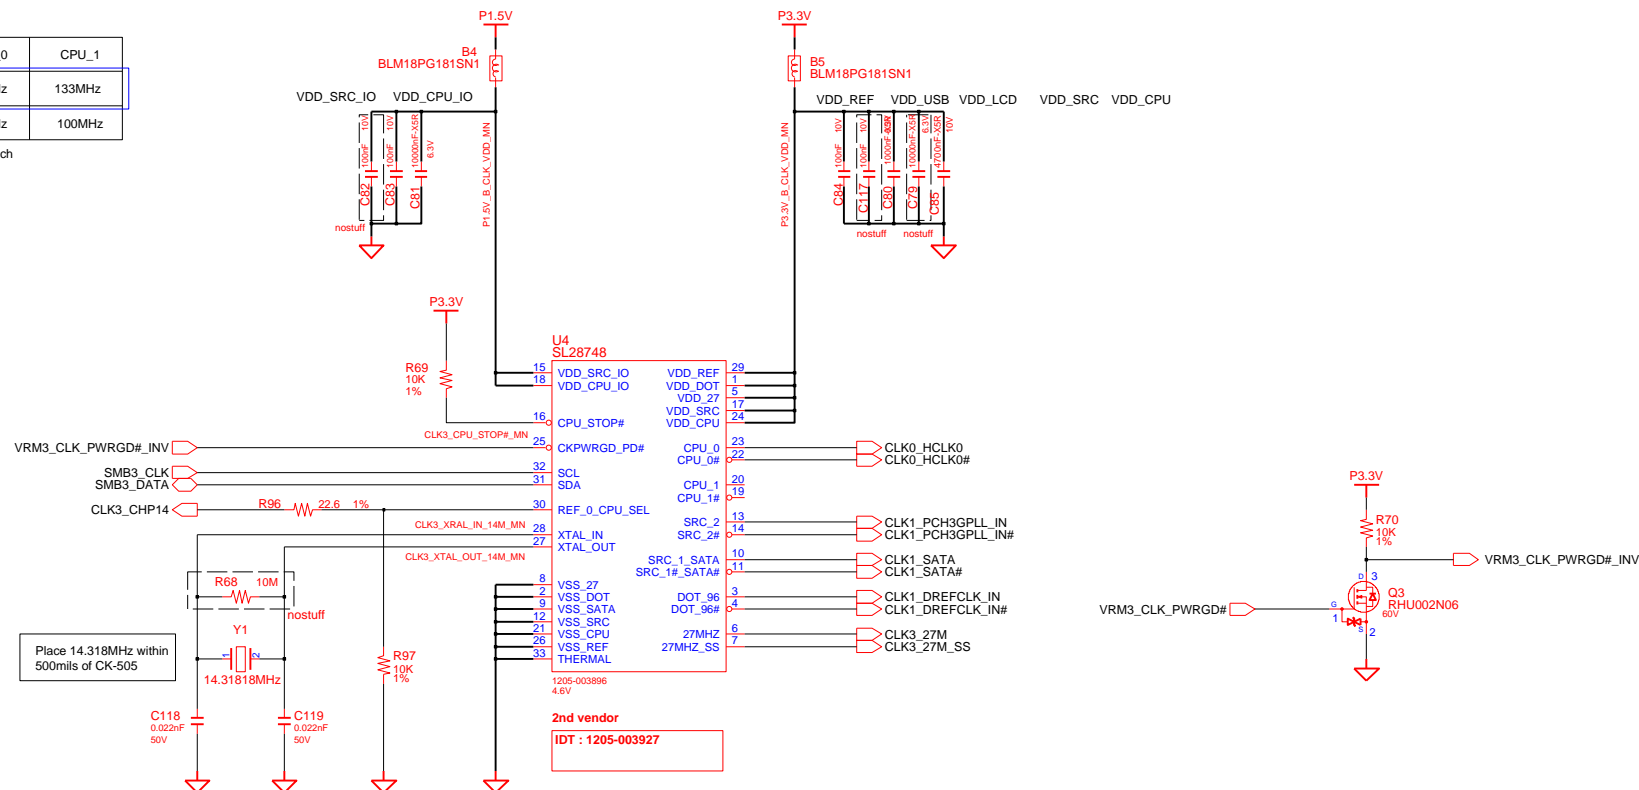 P1.5V
P3.3V
B4
BLM18PG181SN1
B5
BLM18PG181SN1
0 CPU_1
z 133MHz
z 100MHz
ch
VDD_SRC_IO VDD_CPU_IO
VDD_REF VDD_USB VDD_LCD VDD_SRC VDD_CPU
C82 100nF 10V
C83 100nF 10V
C81 10000nF-X5R 6.3V
nostuff
P1.5V_B_CLK_VDD_MN
P3.3V_B_CLK_VDD_MN
C84 100nF 10V
C117 100nF 10V
C80 1000nF-X5R
C79 10000nF-X5R 6.3V
C85 4700nF-X5R 10V
nostuff nostuff
P3.3V
R69
10K
1%
U4
SL28748
15 VDD_SRC_IO
18 VDD_CPU_IO
16 CPU_STOP#
CLK3_CPU_STOP#_MN
VRM3_CLK_PWRGD#_INV 25 CKPWRGD_PD#
SMB3_CLK 32 SCL
SMB3_DATA 31 SDA
CLK3_CHP14 R96 22.6 1% 30 REF_0_CPU_SEL
CLK3_XRAL_IN_14M_MN 28 XTAL_IN
27 XTAL_OUT
CLK3_XTAL_OUT_14M_MN
8 VSS_27
2 VSS_DOT
9 VSS_SATA
12 VSS_SRC
21 VSS_CPU
26 VSS_REF
33 THERMAL
VDD_REF 29
VDD_DOT 1
VDD_27 5
VDD_SRC 17
VDD_CPU 24
CPU_0 23 CLK0_HCLK0
CPU_0# 22 CLK0_HCLK0#
CPU_1 20
CPU_1# 19
SRC_2 13 CLK1_PCH3GPLL_IN
SRC_2# 14 CLK1_PCH3GPLL_IN#
SRC_1_SATA 10 CLK1_SATA
SRC_1#_SATA# 11 CLK1_SATA#
DOT_96 3 CLK1_DREFCLK_IN
DOT_96# 4 CLK1_DREFCLK_IN#
27MHZ 6 CLK3_27M
27MHZ_SS 7 CLK3_27M_SS
1205-003896
4.6V
2nd vendor
IDT : 1205-003927
R68 10M
nostuff
Y1
1 2
14.31818MHz
Place 14.318MHz within
500mils of CK-505
C118
0.022nF
50V
C119
0.022nF
50V
R97
10K
1%
P3.3V
R70
10K
1%
VRM3_CLK_PWRGD#_INV
D 3
Q3
RHU002N06
60V
VRM3_CLK_PWRGD#
G
1
S 2